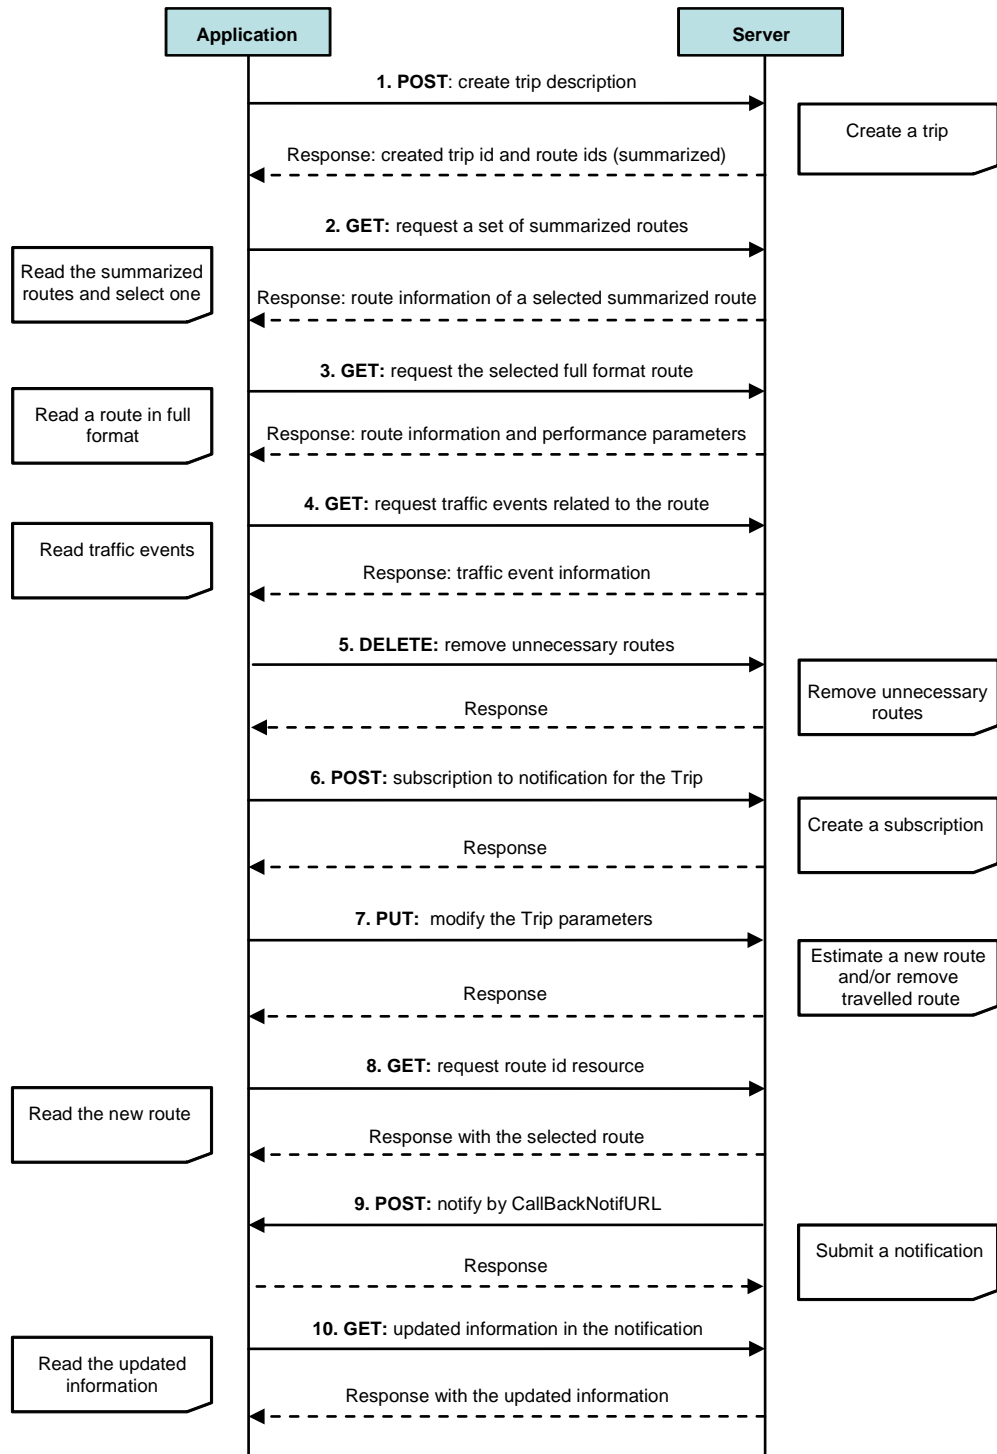 Application
Server
1. POST: create trip description
Create a trip
Response: created trip id and route ids (summarized)
2. GET: request a set of summarized routes
Read the summarized
routes and select one
Response: route information of a selected summarized route
3. GET: request the selected full format route
Read a route in full
format
Response: route information and performance parameters
4. GET: request traffic events related to the route
Read traffic events
Response: traffic event information
5. DELETE: remove unnecessary routes
Remove unnecessary
routes
Response
6. POST: subscription to notification for the Trip
Create a subscription
Response
7. PUT:  modify the Trip parameters
Estimate a new route
and/or remove
travelled route
Response
8. GET: request route id resource
Read the new route
Response with the selected route
9. POST: notify by CallBackNotifURL
Submit a notification
Response
10. GET: updated information in the notification
Read the updated
information
Response with the updated information